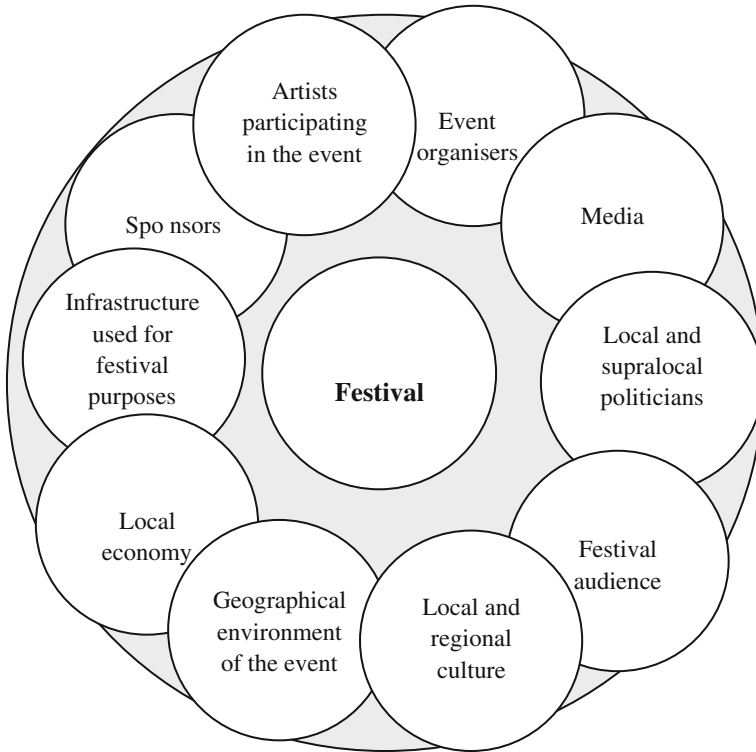 Artists
participating
in the event
Event
organisers
Media
Spo nsors
Infrastructure
used for
festival
purposes
Local and
supralocal
politicians
Festival
Local
economy
Festival
audience
Geographical
environment
of the event
Local and
regional
culture